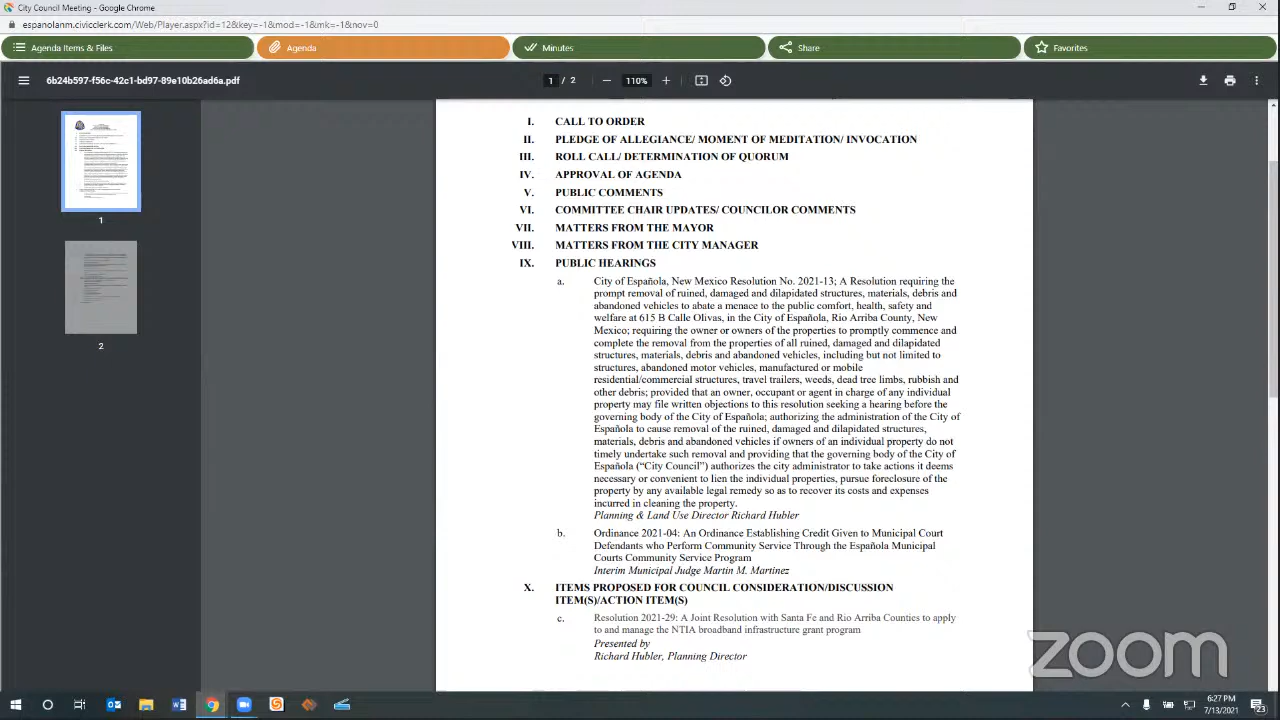 City Council Meeting - Google Chrome
espanolanm.civicclerk.com/Web/Player.aspx?id=12&key=-1&mod=-1&mk=-1&nov=0
Agenda Items & Files
Agenda
Minutes
Share
Favorites
6b24b597-f56c-42c1-bd97-89e10b26ad6a.pdf
1 / 2
110%
I. CALL TO ORDER
II. PLEDGE OF ALLEGIANCE/ MOMENT OF MEDITATION/ INVOCATION
III. ROLL CALL/ DETERMINATION OF QUORUM
IV. APPROVAL OF AGENDA
V. PUBLIC COMMENTS
VI. COMMITTEE CHAIR UPDATES/ COUNCILOR COMMENTS
VII. MATTERS FROM THE MAYOR
VIII. MATTERS FROM THE CITY MANAGER
IX. PUBLIC HEARINGS
a. City of Española, New Mexico Resolution No. 2021-13; A Resolution requiring the
prompt removal of ruined, damaged and dilapidated structures, materials, debris and
abandoned vehicles to abate a menace to the public comfort, health, safety and
welfare at 615 B Calle Olivas, in the City of Española, Rio Arriba County, New
Mexico; requiring the owner or owners of the properties to promptly commence and
complete the removal from the properties of all ruined, damaged and dilapidated
structures, materials, debris and abandoned vehicles, including but not limited to
structures, abandoned motor vehicles, manufactured or mobile
residential/commercial structures, travel trailers, weeds, dead tree limbs, rubbish and
other debris; provided that an owner, occupant or agent in charge of any individual
property may file written objections to this resolution seeking a hearing before the
governing body of the City of Española; authorizing the administration of the City of
Española to cause removal of the ruined, damaged and dilapidated structures,
materials, debris and abandoned vehicles if owners of an individual property do not
timely undertake such removal and providing that the governing body of the City of
Española (“City Council”) authorizes the city administrator to take actions it deems
necessary or convenient to lien the individual properties, pursue foreclosure of the
property by any available legal remedy so as to recover its costs and expenses
incurred in cleaning the property.
Planning & Land Use Director Richard Hubler
b. Ordinance 2021-04: An Ordinance Establishing Credit Given to Municipal Court
Defendants who Perform Community Service Through the Española Municipal
Courts Community Service Program
Interim Municipal Judge Martin M. Martinez
X. ITEMS PROPOSED FOR COUNCIL CONSIDERATION/DISCUSSION
ITEM(S)/ACTION ITEM(S)
c. Resolution 2021-29: A Joint Resolution with Santa Fe and Rio Arriba Counties to apply
to and manage the NTIA broadband infrastructure grant program
Presented by
Richard Hubler, Planning Director
1
2
zoom
6:27 PM
7/13/2021
23